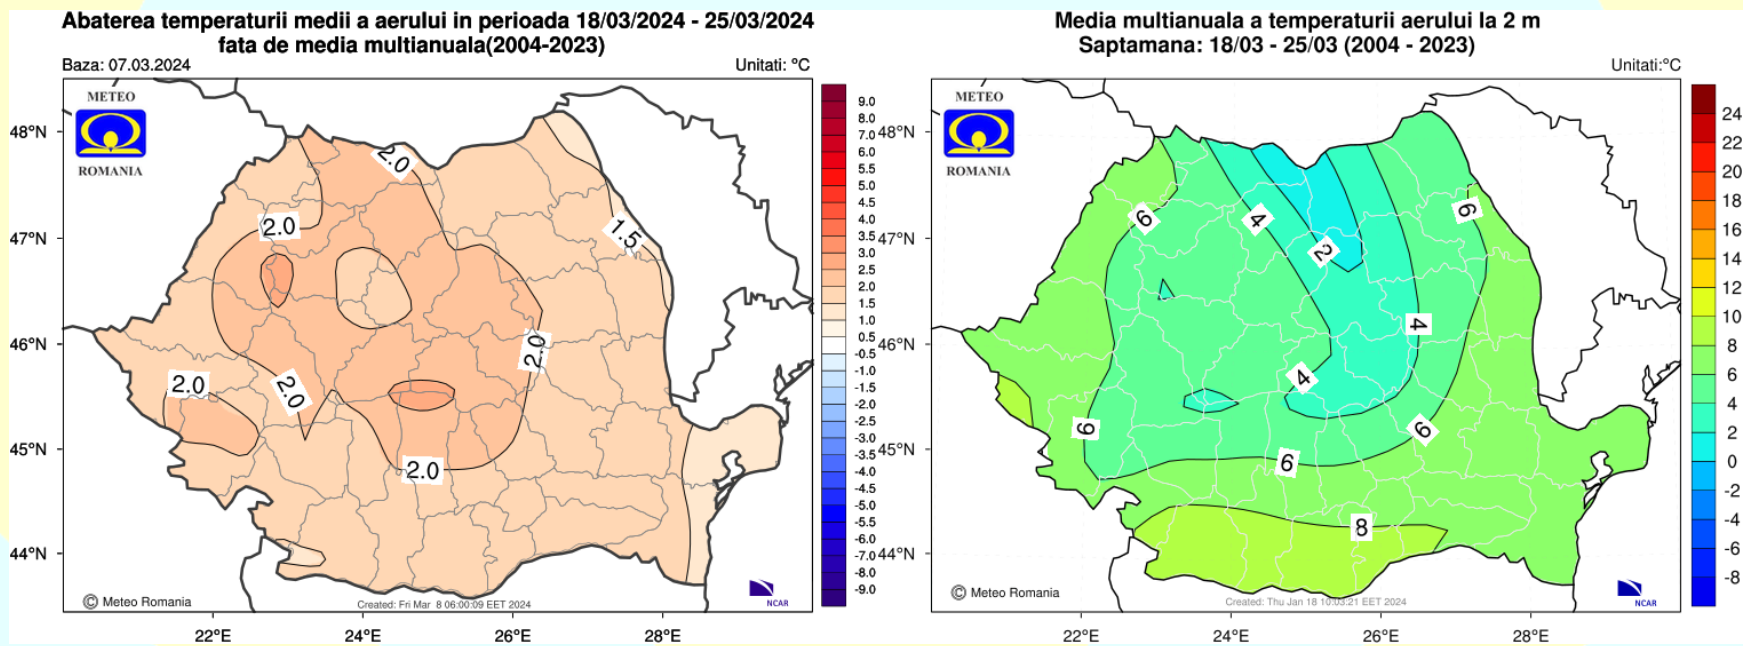 Abaterea temperaturii medii a aerului in perioada 18/03/2024 - 25/03/2024
fata de media multianuala(2004-2023)
Baza: 07.03.2024
Unitati: °C
METEO
ROMANIA
48°N
47°N
46°N
45°N
44°N
2.0
2.0
1.5
2.0
2.0
2.0
2.0
9.0
8.0
7.0
6.0
5.5
5.0
4.5
4.0
3.5
3.0
2.5
2.0
1.5
1.0
0.5
-0.5
-1.0
-1.5
-2.0
-2.5
-3.0
-3.5
-4.0
-4.5
-5.0
-5.5
-6.0
-7.0
-8.0
-9.0
© Meteo Romania
Created: Fri Mar 8 06:00:09 EET 2024
NCAR
22°E
24°E
26°E
28°E
Media multianuala a temperaturii aerului la 2 m
Saptamana: 18/03 - 25/03 (2004 - 2023)
Unitati:°C
METEO
ROMANIA
48°N
47°N
46°N
45°N
44°N
6
4
6
2
4
4
6
6
6
8
24
22
20
18
16
14
12
10
8
6
4
2
0
-2
-4
-6
-8
© Meteo Romania
Created: Thu Jan 18 10:03:21 EET 2024
NCAR
22°E
24°E
26°E
28°E